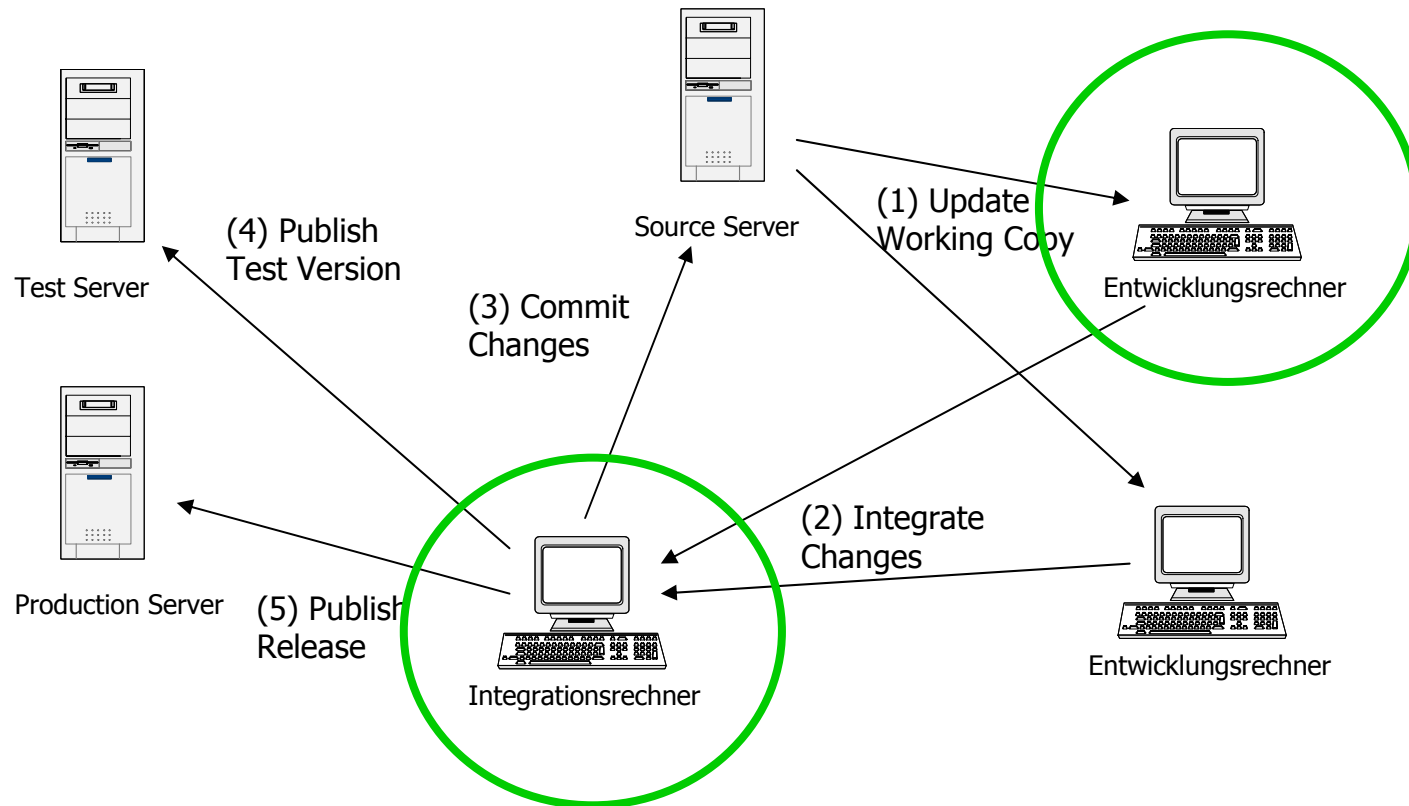 (1) Update
Working Copy
Source Server
(4) Publish
Test Version
Test Server
Entwicklungsrechner
(3) Commit
Changes
(2) Integrate
Changes
Production Server
(5) Publish
Release
Entwicklungsrechner
Integrationsrechner